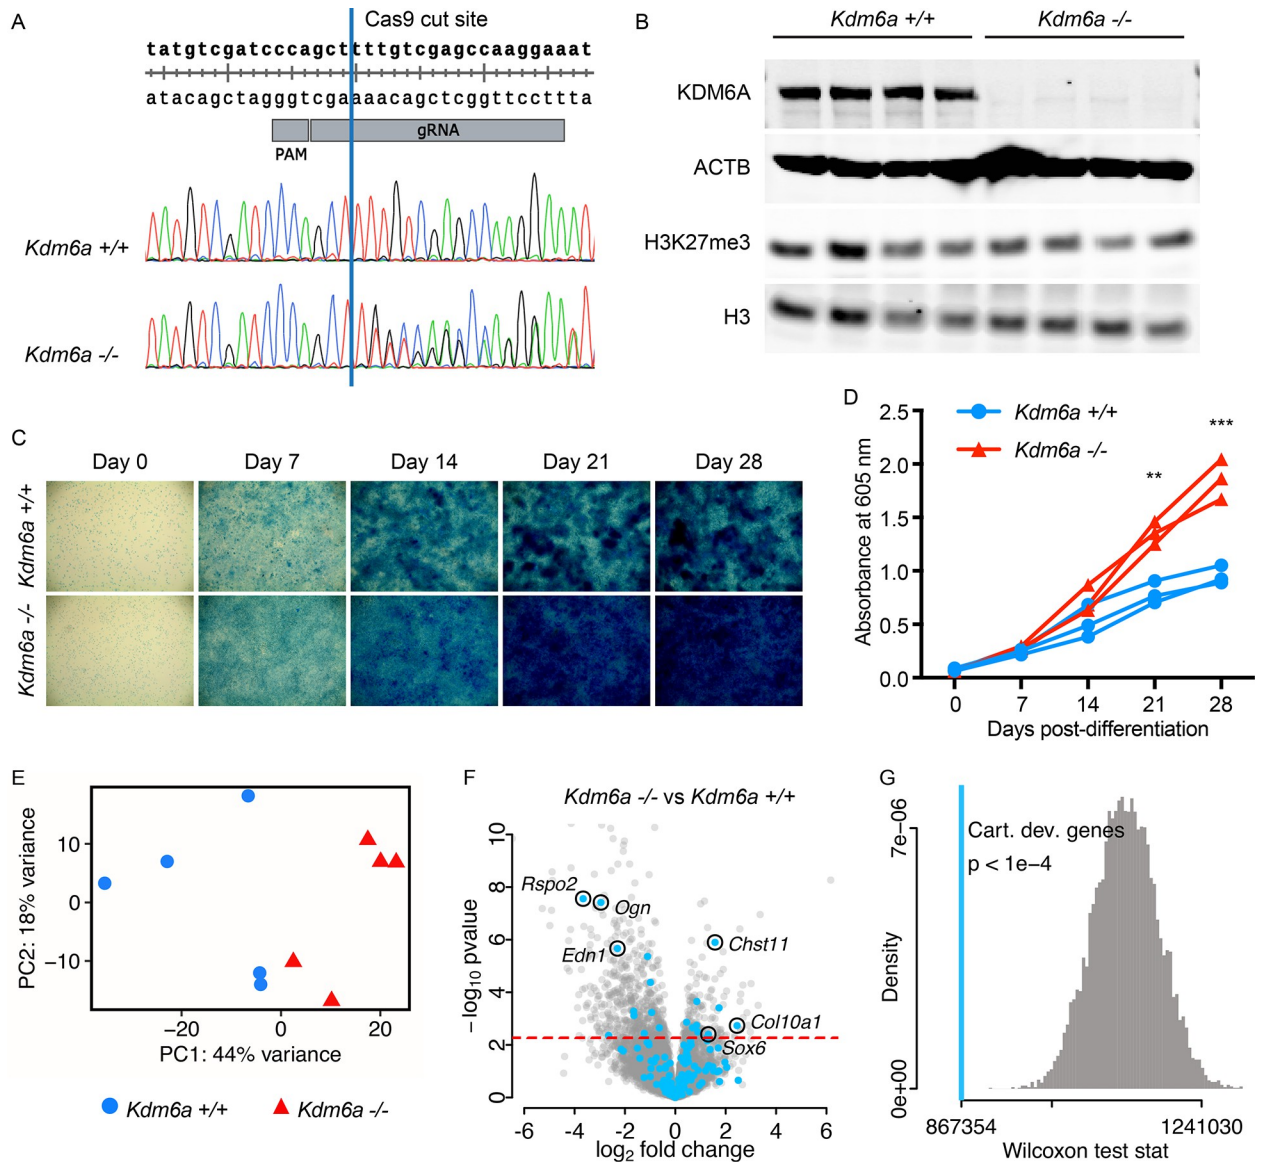 A
Cas9 cut site
tatgtcgatcccagcttttgtcgagccaaggaaat
atacagctagggtcgaaaacagctcggttccttta
gRNA
PAM
Kdm6a +/+
Kdm6a -/-
B
Kdm6a +/+ Kdm6a -/-
KDM6A
ACTB
H3K27me3
H3
C
Day 0 Day 7 Day 14 Day 21 Day 28
Kdm6a +/+
Kdm6a -/-
D
Kdm6a +/+
Kdm6a -/-
** ***
Absorbance at 605 nm
2.5
2.0
1.5
1.0
0.5
0.0
0 7 14 21 28
Days post-differentiation
E
PC2: 18% variance
10
0
−10
−20 0 20
PC1: 44% variance
Kdm6a +/+ Kdm6a -/-
F
Kdm6a -/- vs Kdm6a +/+
− log10 pvalue
10
8
6
4
2
0
Rspo2
Ogn
Edn1
Chst11
Col10a1
Sox6
-6 -4 -2 0 2 4 6
log2 fold change
G
Cart. dev. genes
p < 1e−4
Density
7e−06
0e+00
867354 1241030
Wilcoxon test stat